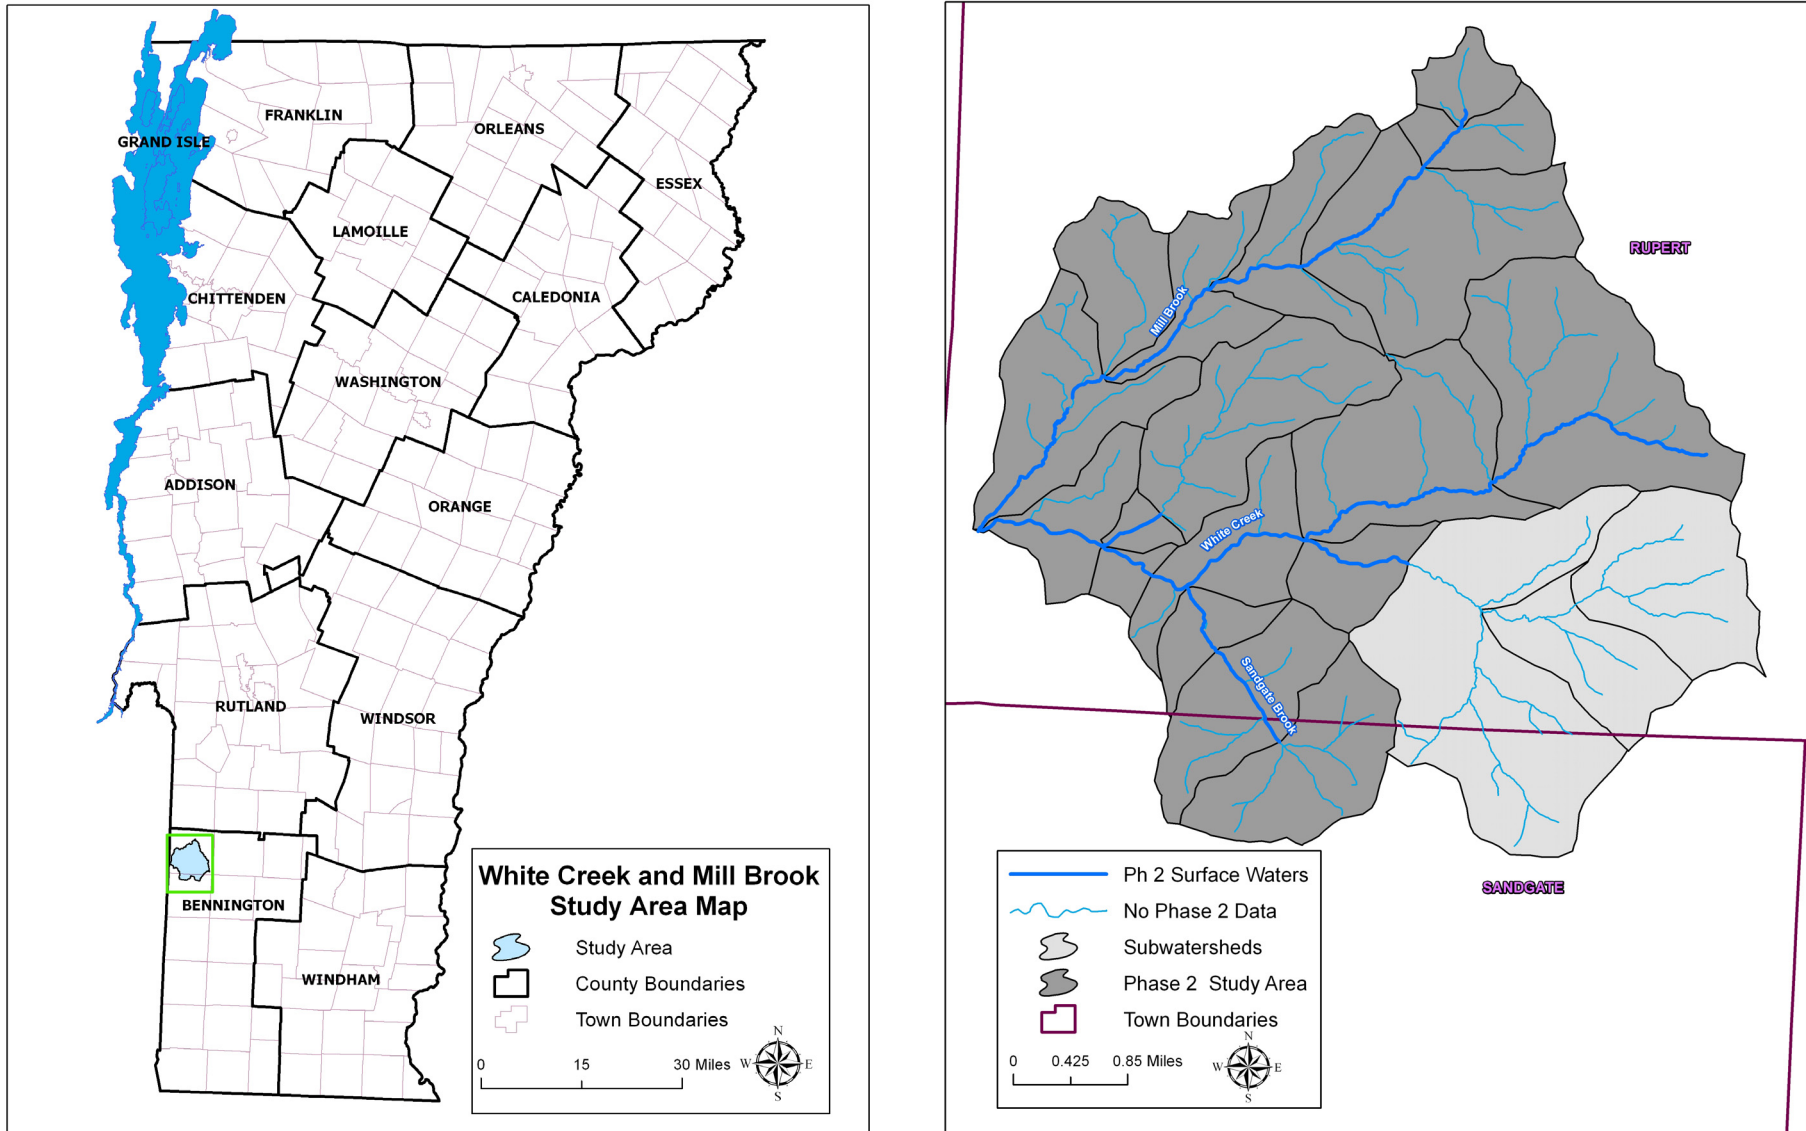 FRANKLIN
ORLEANS
GRAND ISLE
ESSEX
LAMOILLE
CHITTENDEN
CALEDONIA
WASHINGTON
ADDISON
ORANGE
RUTLAND
WINDSOR
BENNINGTON
WINDHAM
White Creek and Mill Brook
Study Area Map
Study Area
County Boundaries
Town Boundaries
0 15 30 Miles
N
W E
S
RUPERT
Mill Brook
White Creek
Sandgate Brook
SANDGATE
Ph 2 Surface Waters
No Phase 2 Data
Subwatersheds
Phase 2 Study Area
Town Boundaries
0 0.425 0.85 Miles
N
W E
S